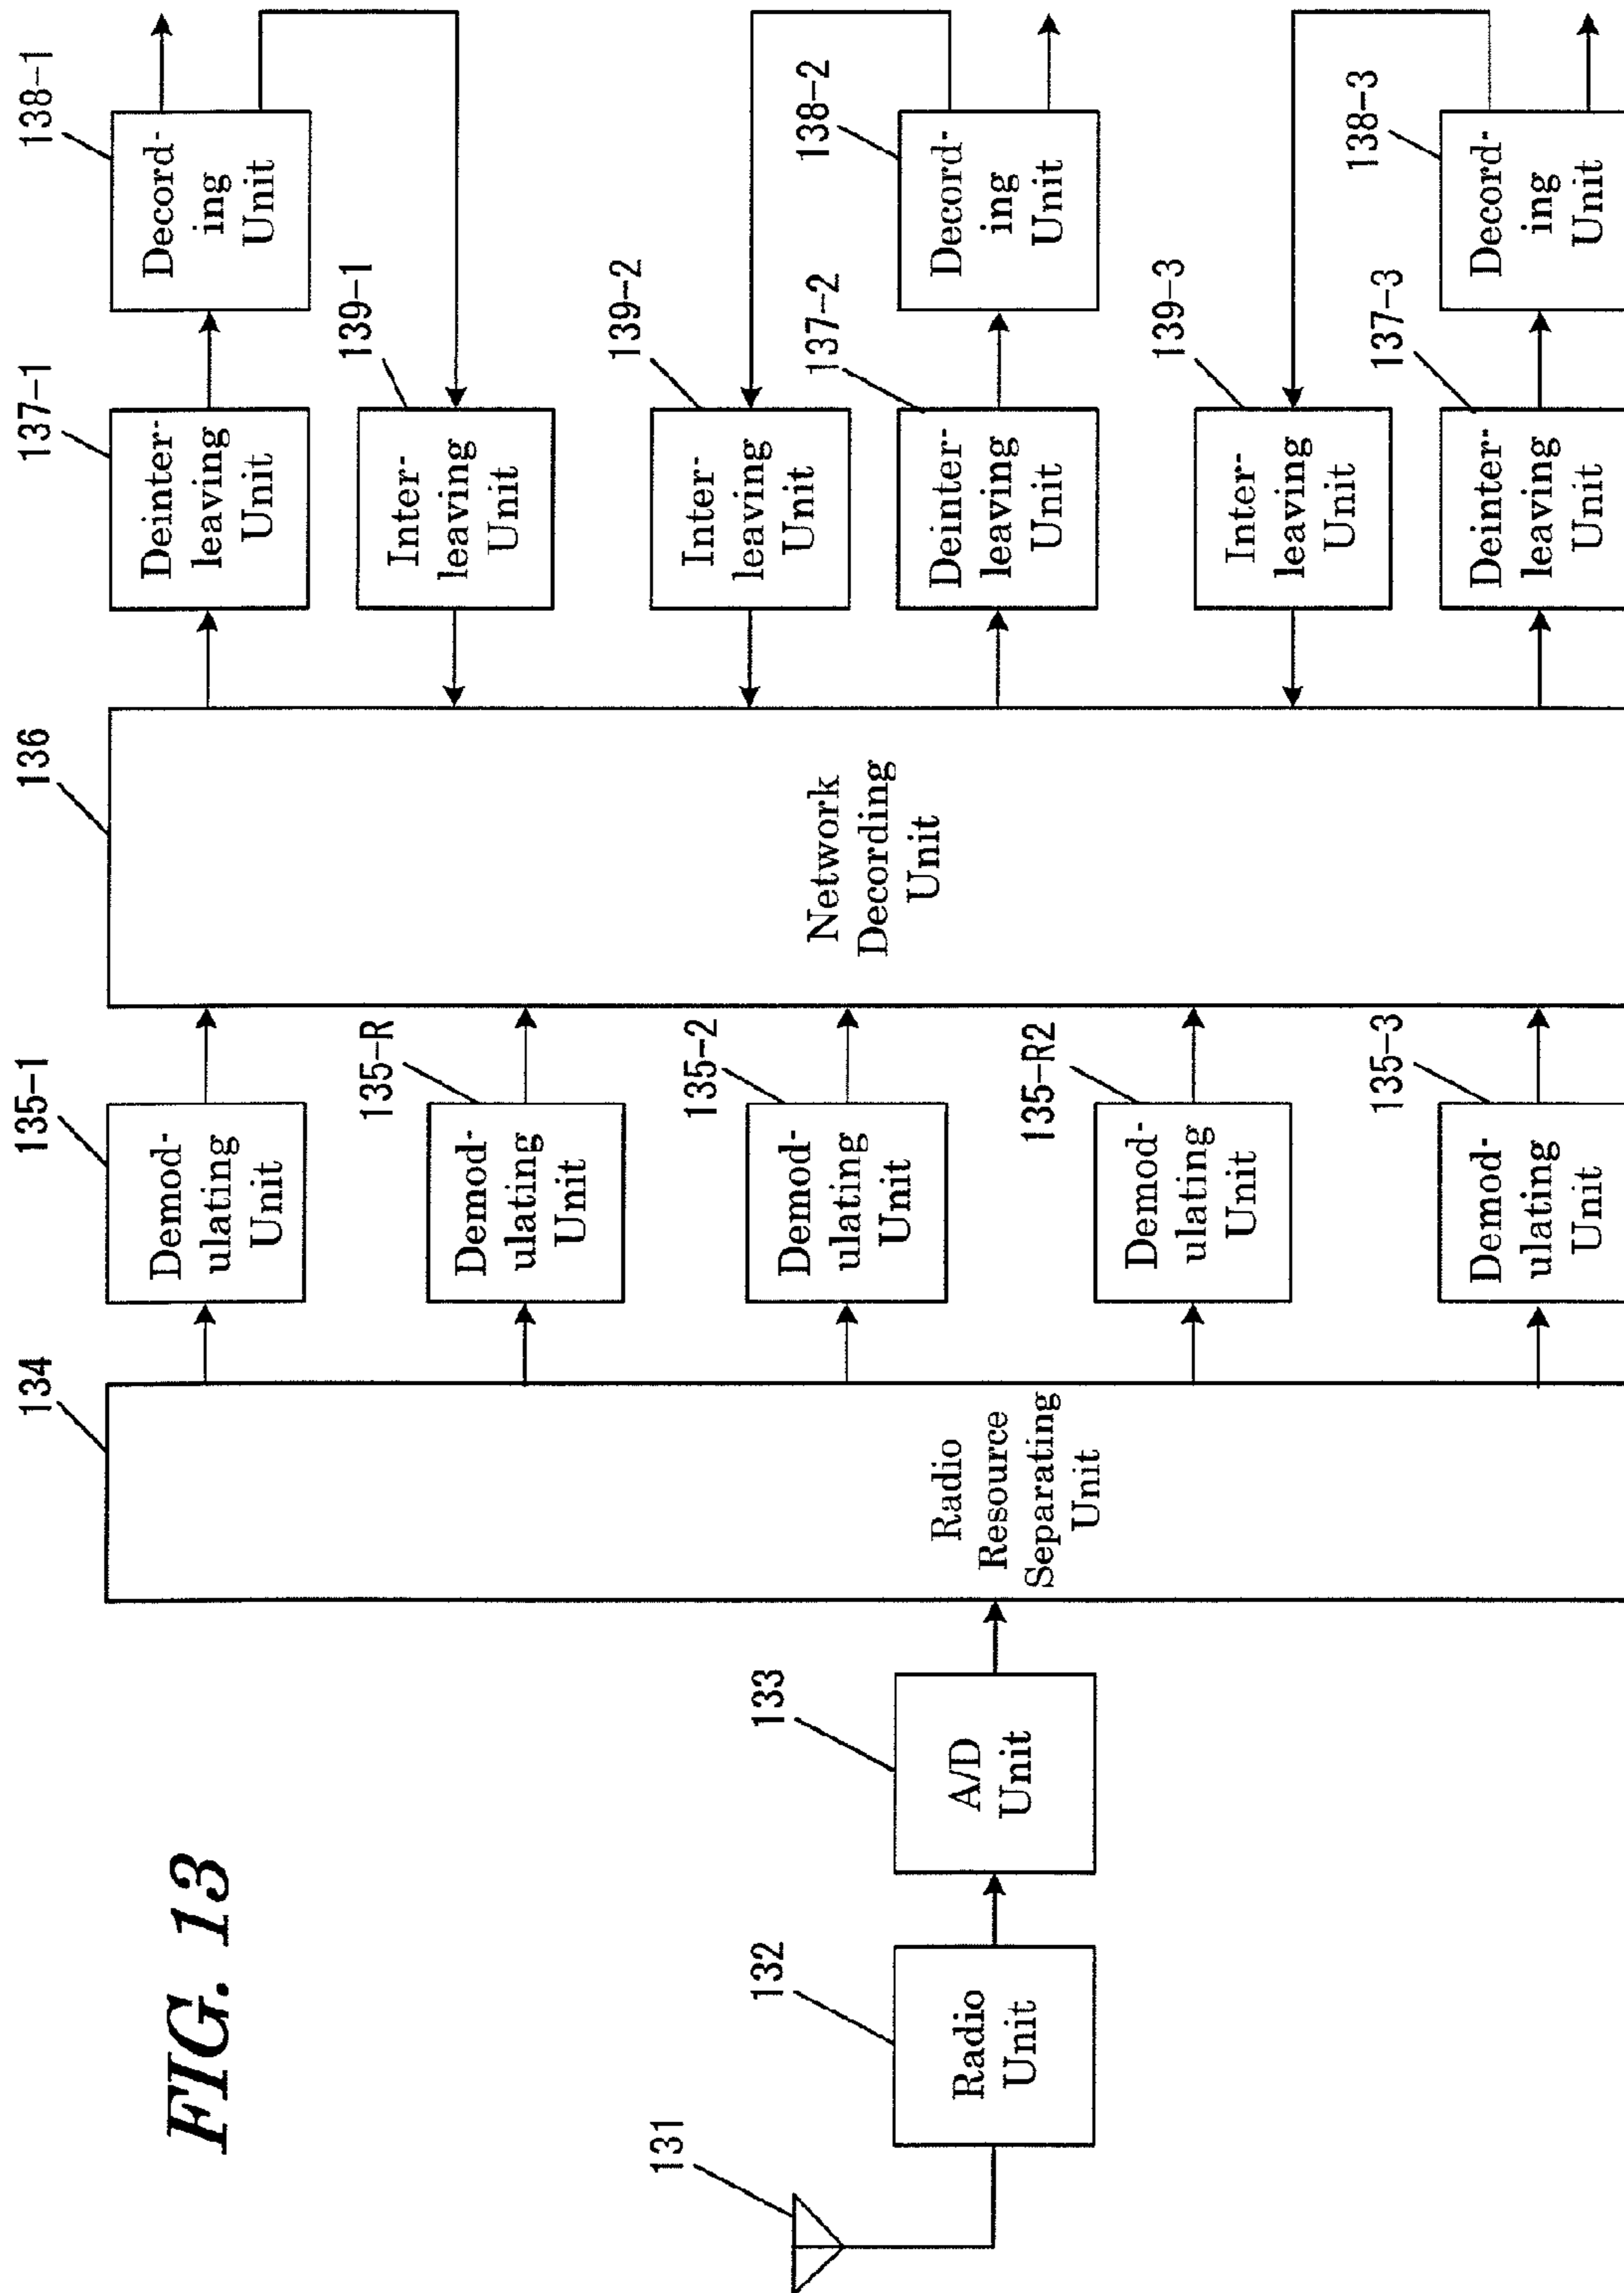 FIG. 13
131
132
Radio
Unit
133
A/D
Unit
134
Radio
Resource
Separating
Unit
135-1
Demod-
ulating
Unit
135-R
Demod-
ulating
Unit
135-2
Demod-
ulating
Unit
135-R2
Demod-
ulating
Unit
135-3
Demod-
ulating
Unit
136
Network
Decording
Unit
137-1
Deinter-
leaving
Unit
139-1
Inter-
leaving
Unit
139-2
Inter-
leaving
Unit
137-2
Deinter-
leaving
Unit
139-3
Inter-
leaving
Unit
137-3
Deinter-
leaving
Unit
138-1
Decord-
ing
Unit
138-2
Decord-
ing
Unit
138-3
Decord-
ing
Unit